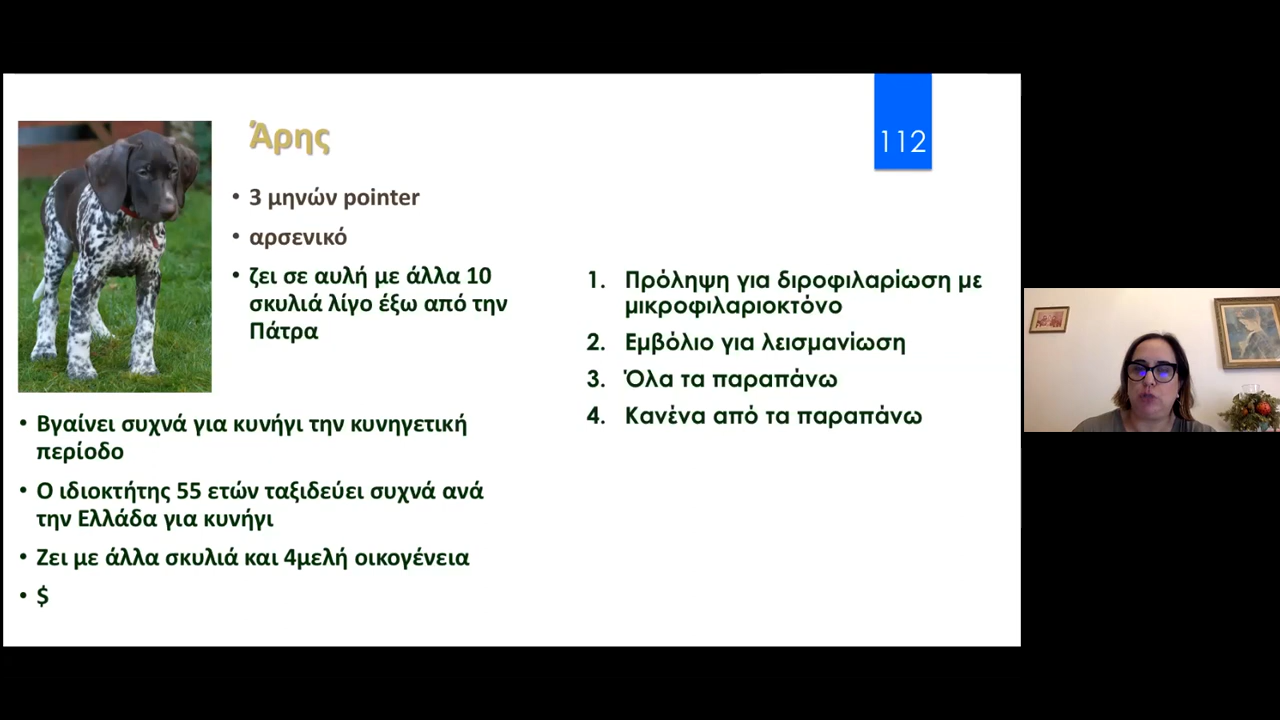 Άρης
112
• 3 μηνών pointer
• αρσενικό
• ζει σε αυλή με άλλα 10
σκυλιά λίγο έξω από την
Πάτρα
• Βγαίνει συχνά για κυνήγι την κυνηγετική
περίοδο
• Ο ιδιοκτήτης 55 ετών ταξιδεύει συχνά ανά
την Ελλάδα για κυνήγι
• Ζει με άλλα σκυλιά και 4μελή οικογένεια
• $
1. Πρόληψη για διροφιλαρίωση με
μικροφιλαριοκτόνο
2. Εμβόλιο για λεισμανίωση
3. Όλα τα παραπάνω
4. Κανένα από τα παραπάνω